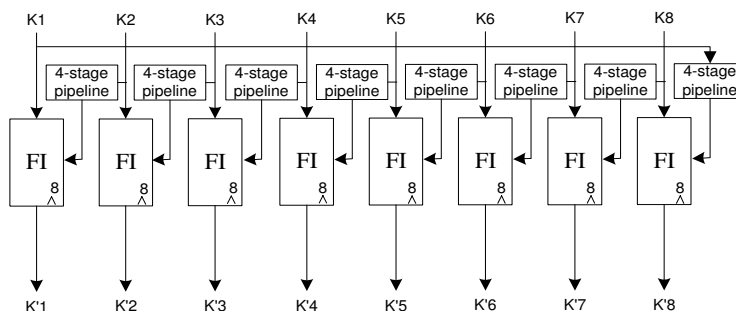 K1 K2 K3 K4 K5 K6 K7 K8
4-stage pipeline
4-stage pipeline
4-stage pipeline
4-stage pipeline
4-stage pipeline
4-stage pipeline
4-stage pipeline
4-stage pipeline
FI FI FI FI FI FI FI FI
8 8 8 8 8 8 8 8
K'1 K'2 K'3 K'4 K'5 K'6 K'7 K'8